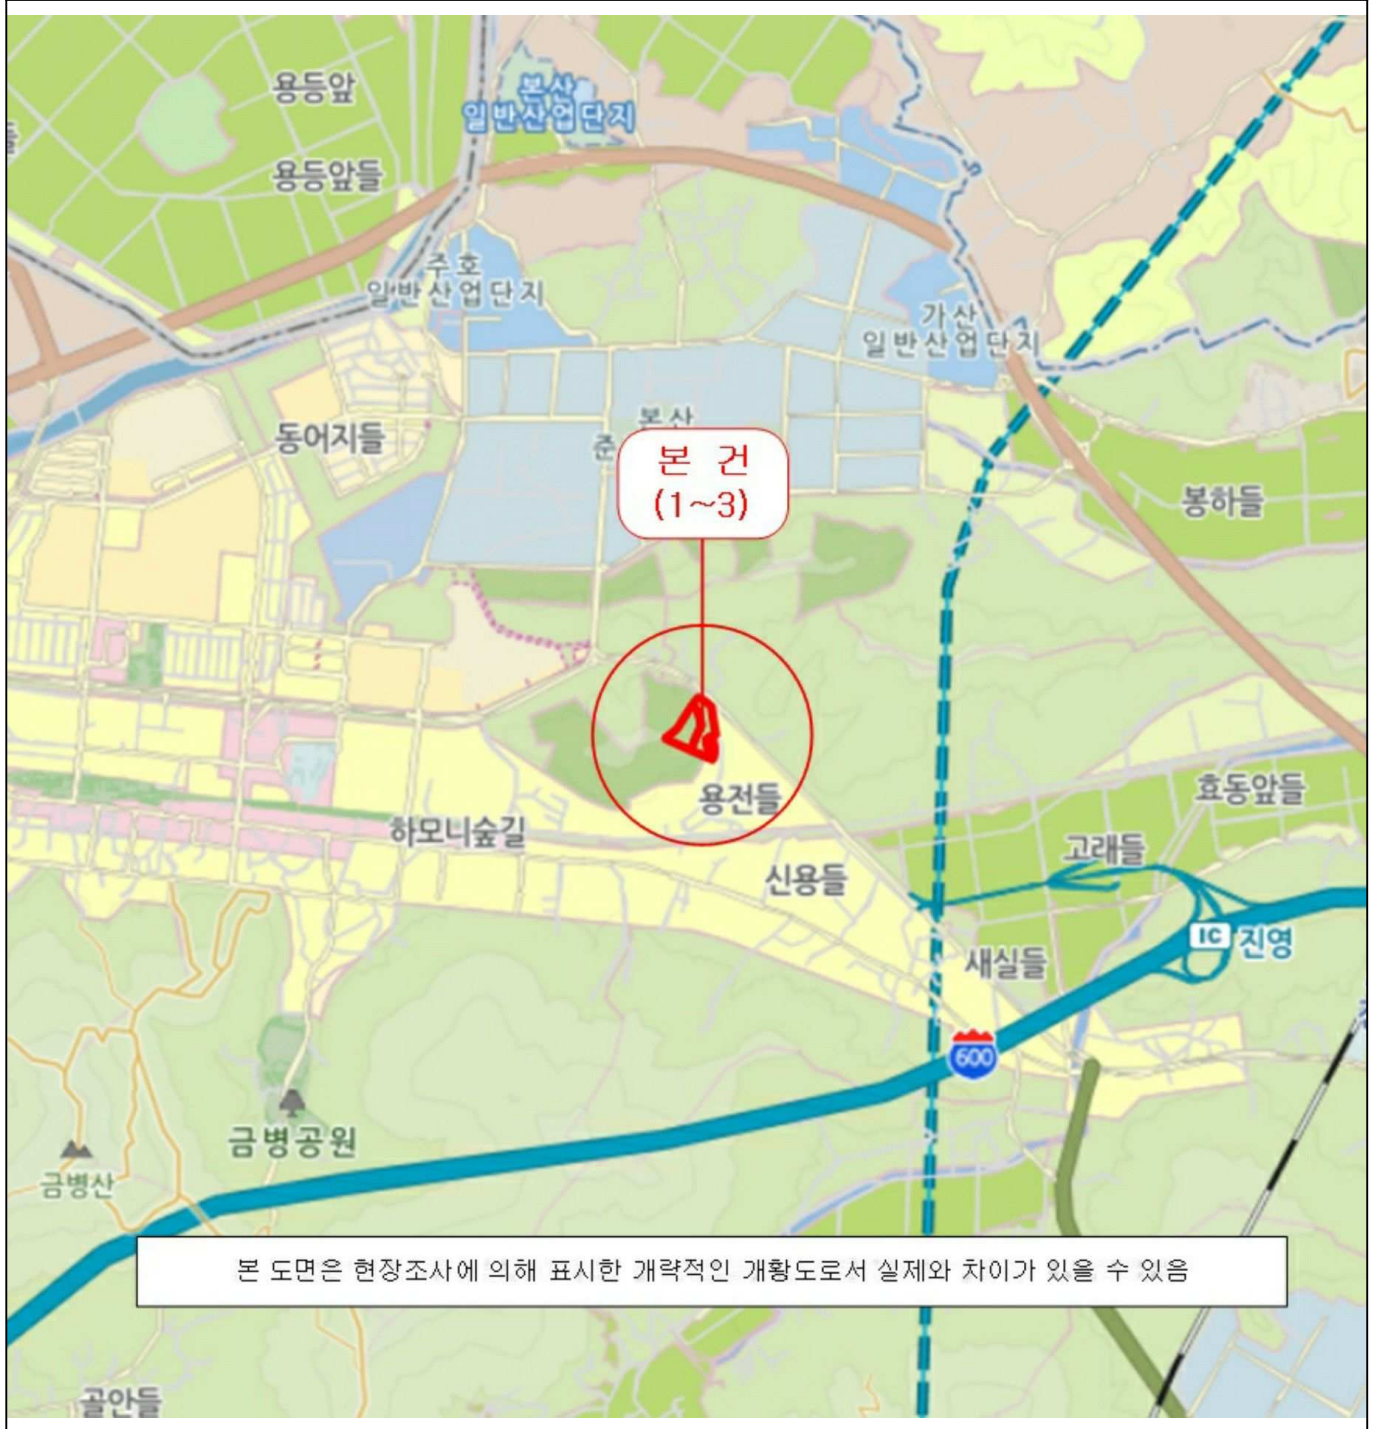 용등앞
본산
일반산업단지
용등앞들
주호
일반산업단지
가산
일반산업단지
동어지들
본산
준
본 건
(1~3)
봉하들
용전들
효동앞들
하모니숲길
고래들
신용들
IC 진영
새실들
600
금병공원
금병산
본 도면은 현장조사에 의해 표시한 개략적인 개황도로서 실제와 차이가 있을 수 있음
골안들